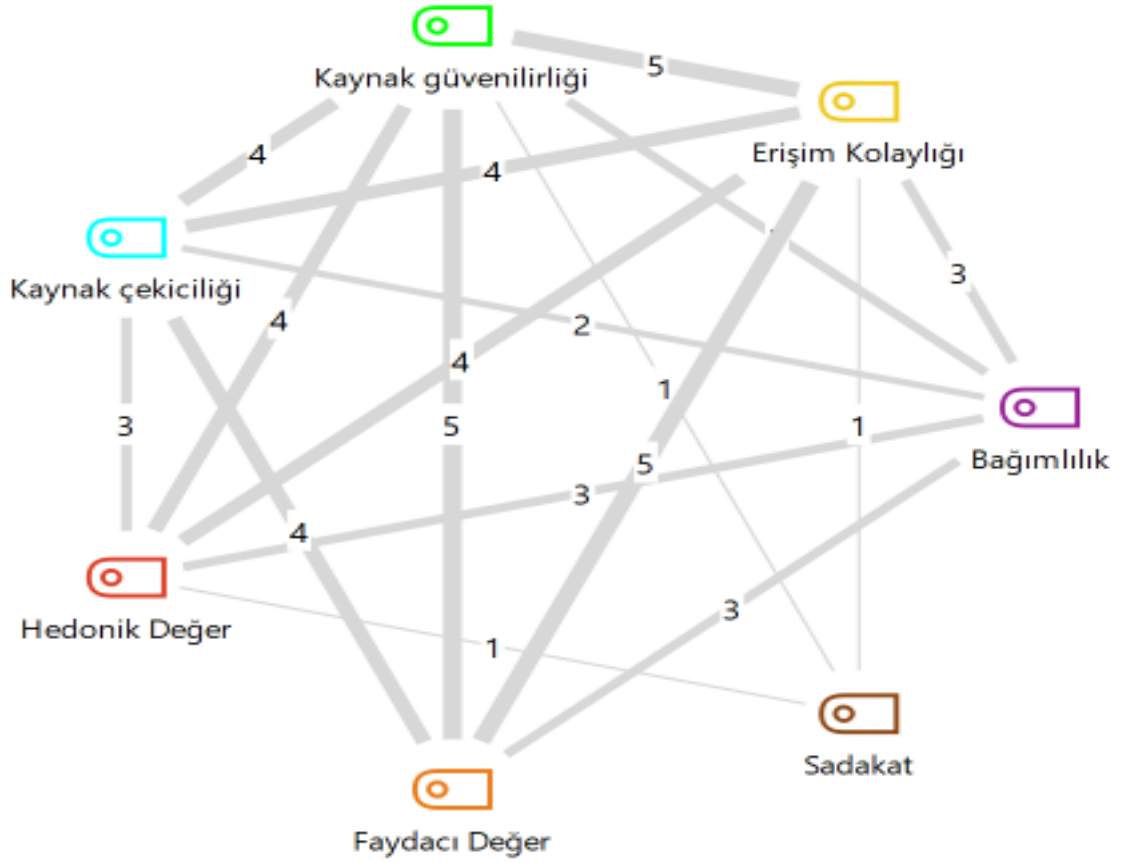 Kaynak güvenilirliği
5
Erişim Kolaylığı
4
4
Kaynak çekiciliği
3
4
2
4
1
3
5
1
Bağımlılık
5
3
4
Hedonik Değer
3
1
Sadakat
Faydacı Değer